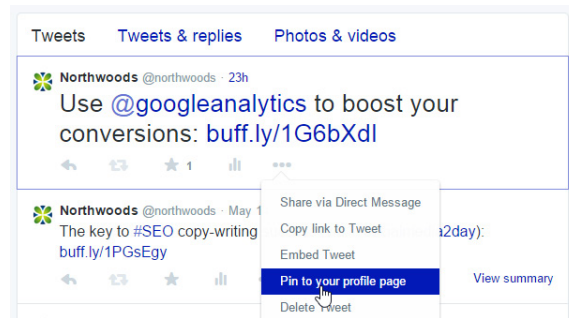 Tweets Tweets & replies Photos & videos
Northwoods @northwoods · 23h
Use @googleanalytics to boost your
conversions: buff.ly/1G6bXdI
1
Share via Direct Message
Northwoods @northwoods · May 1
Copy link to Tweet
The key to #SEO copy-writing a2day):
Embed Tweet
buff.ly/1PGsEgy
Pin to your profile page
View summary
Delete Tweet